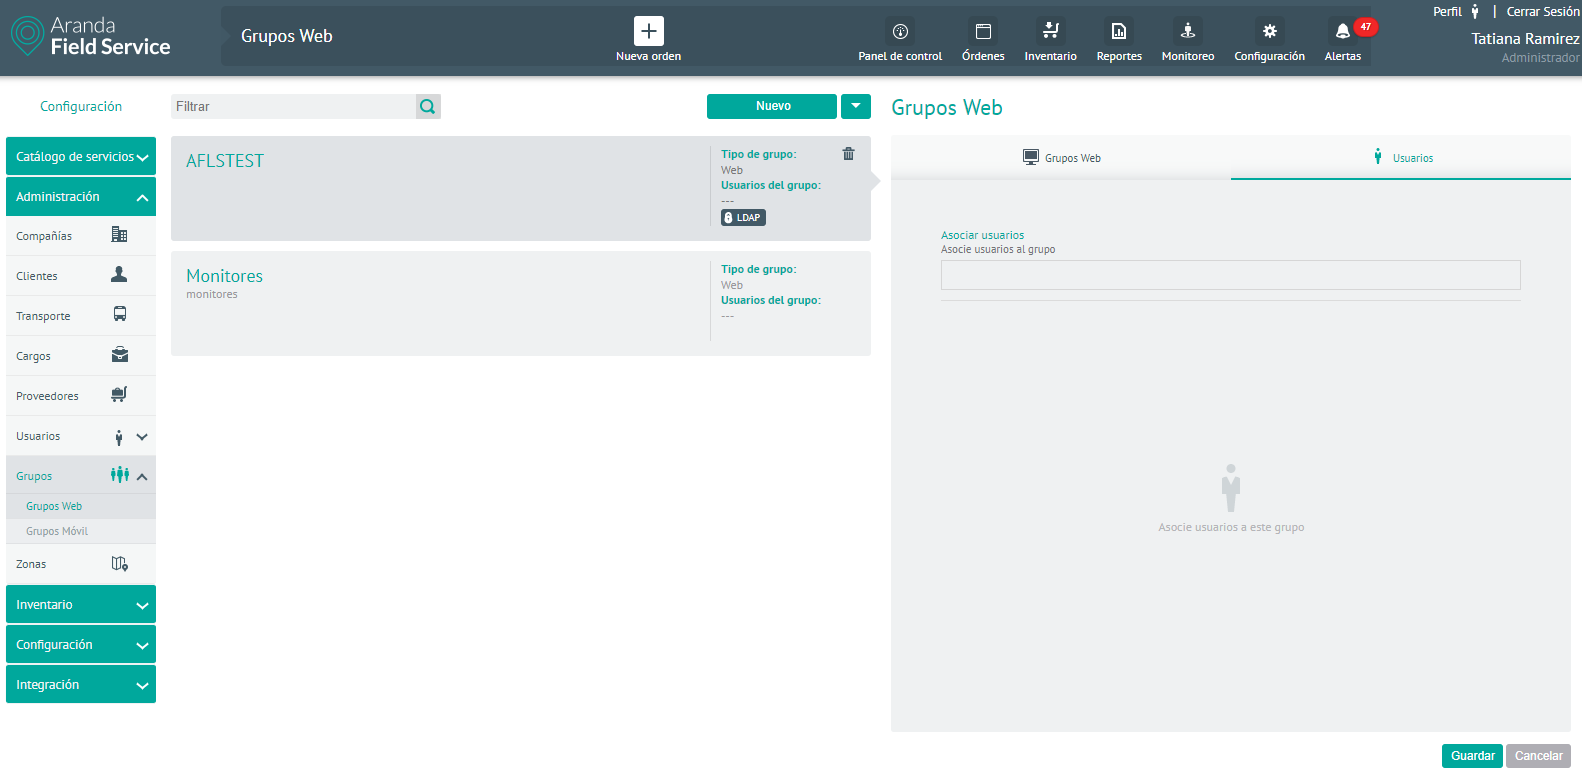 Aranda
Field Service
Grupos Web
Nueva orden
Panel de control
Órdenes
Inventario
Reportes
Monitoreo
Configuración
Alertas
47
Perfil | Cerrar Sesión
Tatiana Ramirez
Administrador
Configuración
Catálogo de servicios
Administración
Compañías
Clientes
Transporte
Cargos
Proveedores
Usuarios
Grupos
Grupos Web
Grupos Móvil
Zonas
Inventario
Configuración
Integración
Filtrar
Nuevo
AFLSTEST
Tipo de grupo:
Web
Usuarios del grupo:
---
LDAP
Monitores
monitores
Tipo de grupo:
Web
Usuarios del grupo:
---
Grupos Web
Grupos Web
Usuarios
Asociar usuarios
Asocie usuarios al grupo
Asocie usuarios a este grupo
Guardar
Cancelar